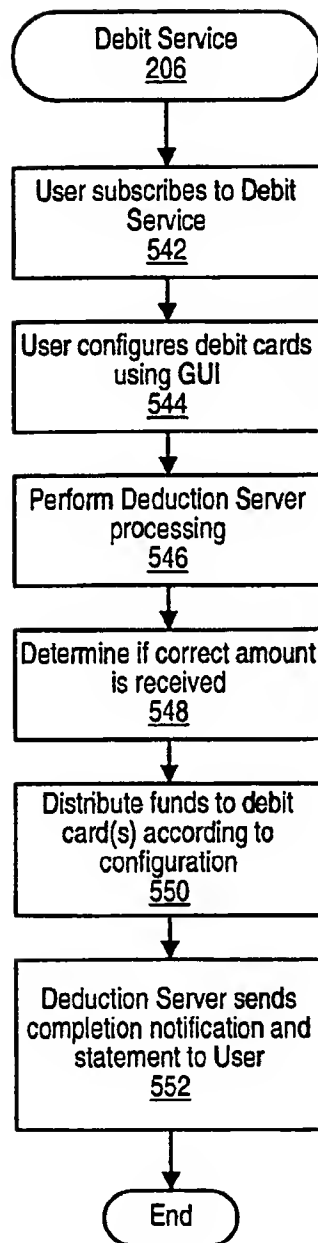 Debit Service
206
User subscribes to Debit
Service
542
User configures debit cards
using GUI
544
Perform Deduction Server
processing
546
Determine if correct amount
is received
548
Distribute funds to debit
card(s) according to
configuration
550
Deduction Server sends
completion notification and
statement to User
552
End